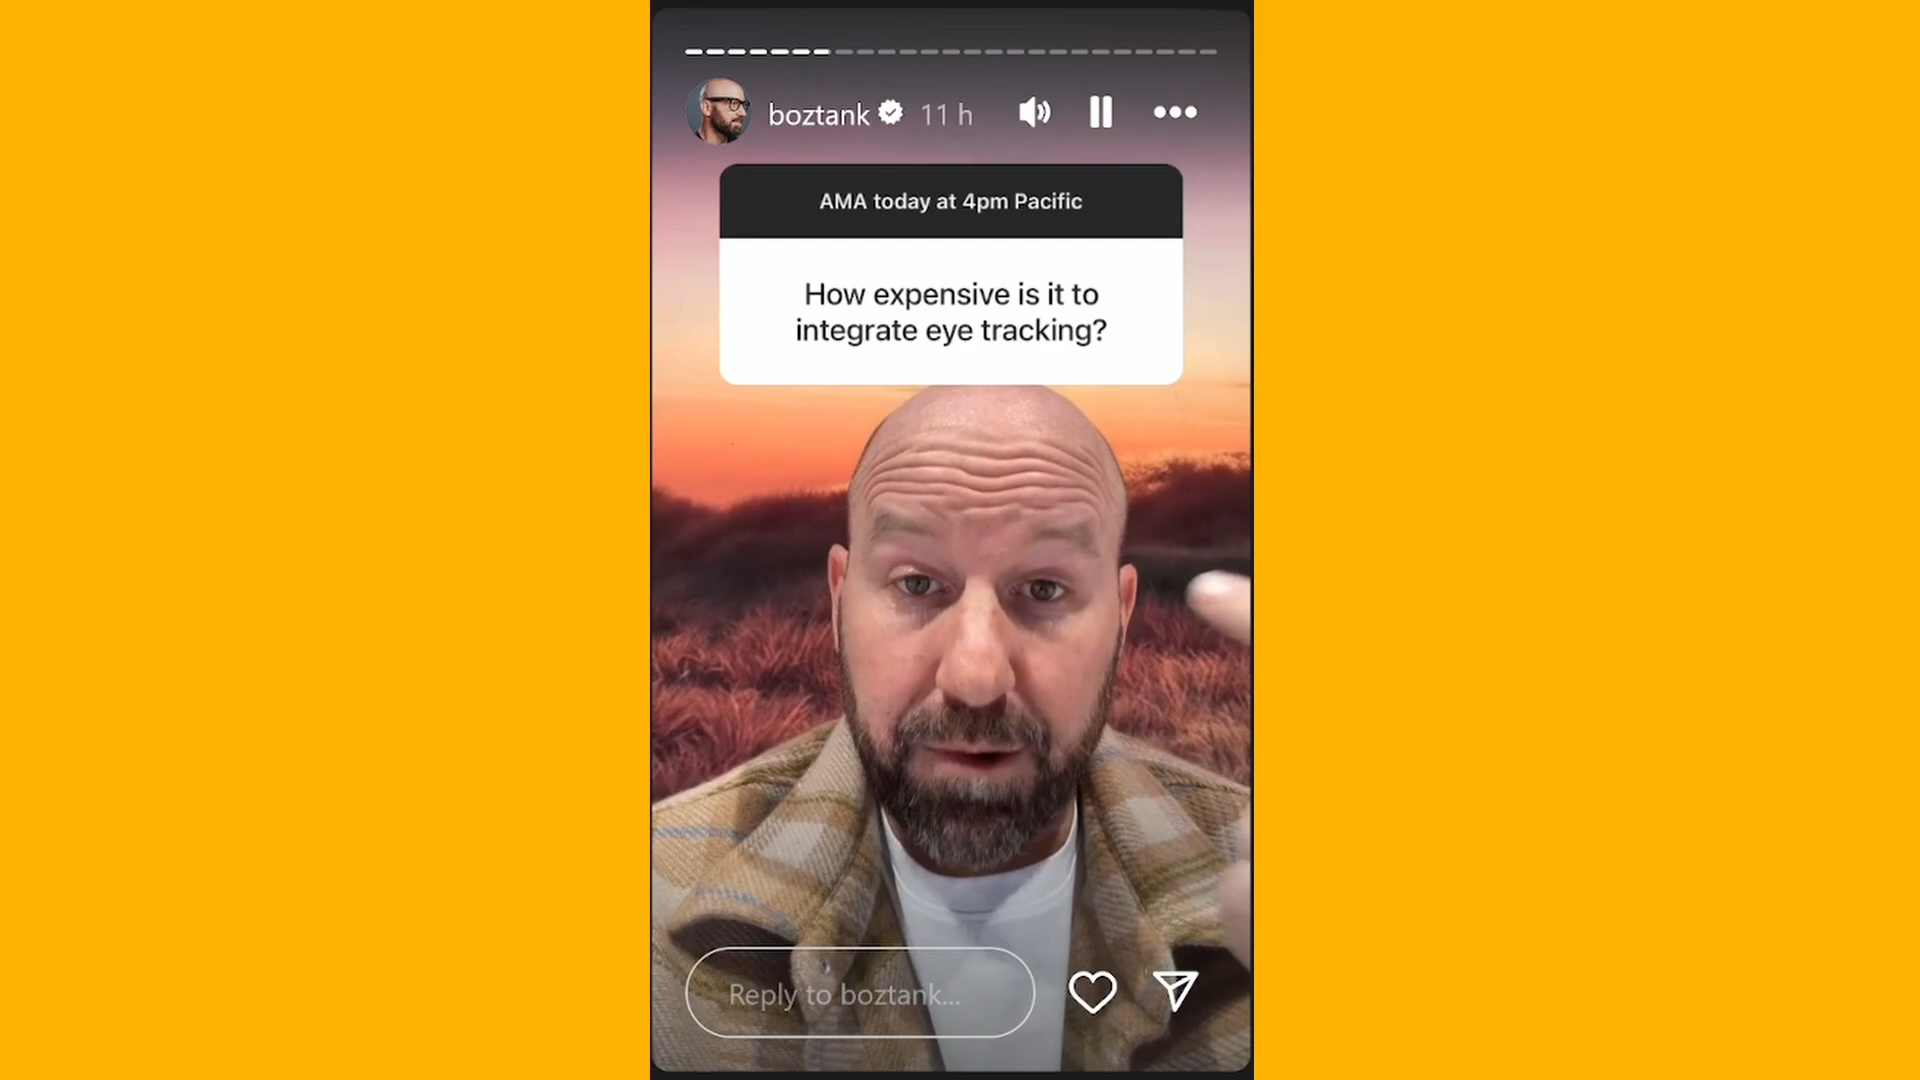 boztank 11 h
AMA today at 4pm Pacific
How expensive is it to
integrate eye tracking?
Reply to boztank...